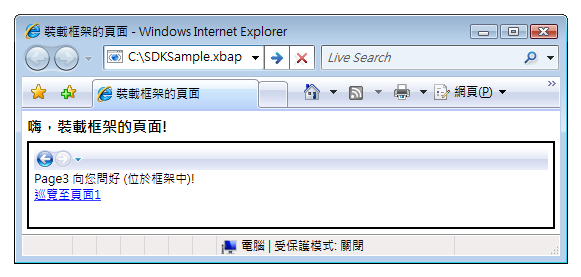 裝載框架的頁面 - Windows Internet Explorer
C:\SDKSample.xbap
Live Search
裝載框架的頁面
網頁(P)
»
嗨，裝載框架的頁面!
Page3 向您問好 (位於框架中)!
巡覽至頁面1
電腦 | 受保護模式: 關閉